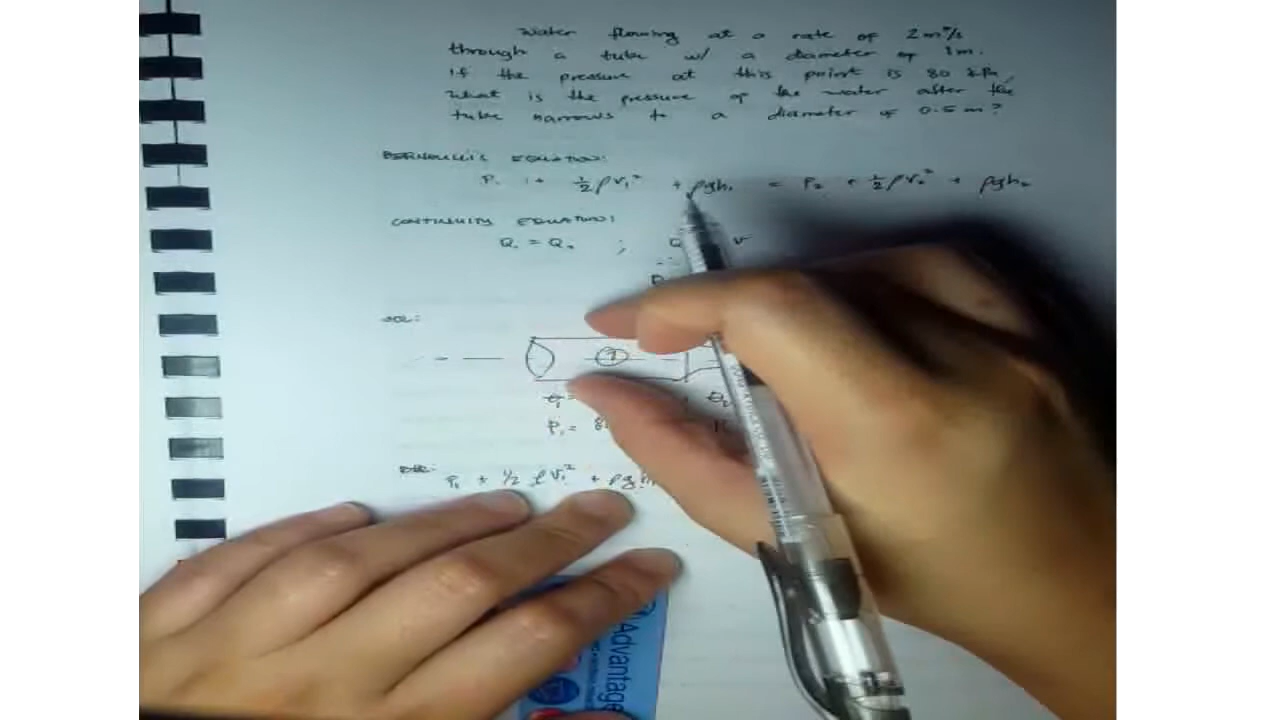 Water flowing at a rate of 2 m³/s
through a tube w/ a diameter of 1m.
If the pressure at this point is 80 kPa,
what is the pressure of the water after the
tube narrows to a diameter of 0.5 m?
BERNOULLI'S EQUATION:
P₁ + ½ρv₁² + ρgh₁ = P₂ + ½ρv₂² + ρgh₂
CONTINUITY EQUATION:
Q₁ = Q₂ ; Q v
1
P₁ = 8
P₁ + 1/2 ρv₁² + ρgh₁
Advantage